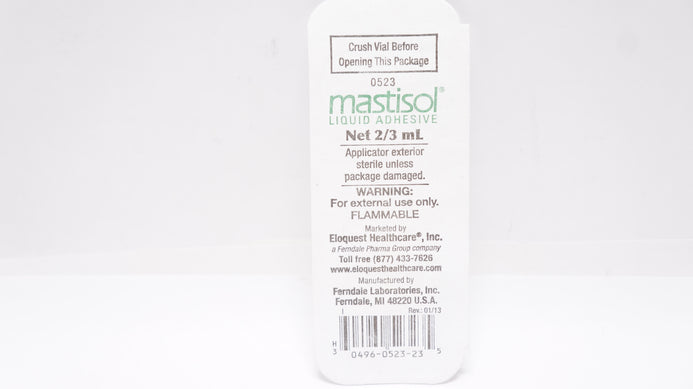 Crush Vial Before
Opening This Package
0523
mastisol®
LIQUID ADHESIVE
Net 2/3 mL
Applicator exterior
sterile unless
package damaged.
WARNING:
For external use only.
FLAMMABLE
Marketed by
Eloquest Healthcare®, Inc.
a Ferndale Pharma Group company
Toll free (877) 433-7626
www.eloquesthealthcare.com
Manufactured by
Ferndale Laboratories, Inc.
Ferndale, MI 48220 U.S.A.
I Rev.: 01/13
H
3 0496-0523-23 5